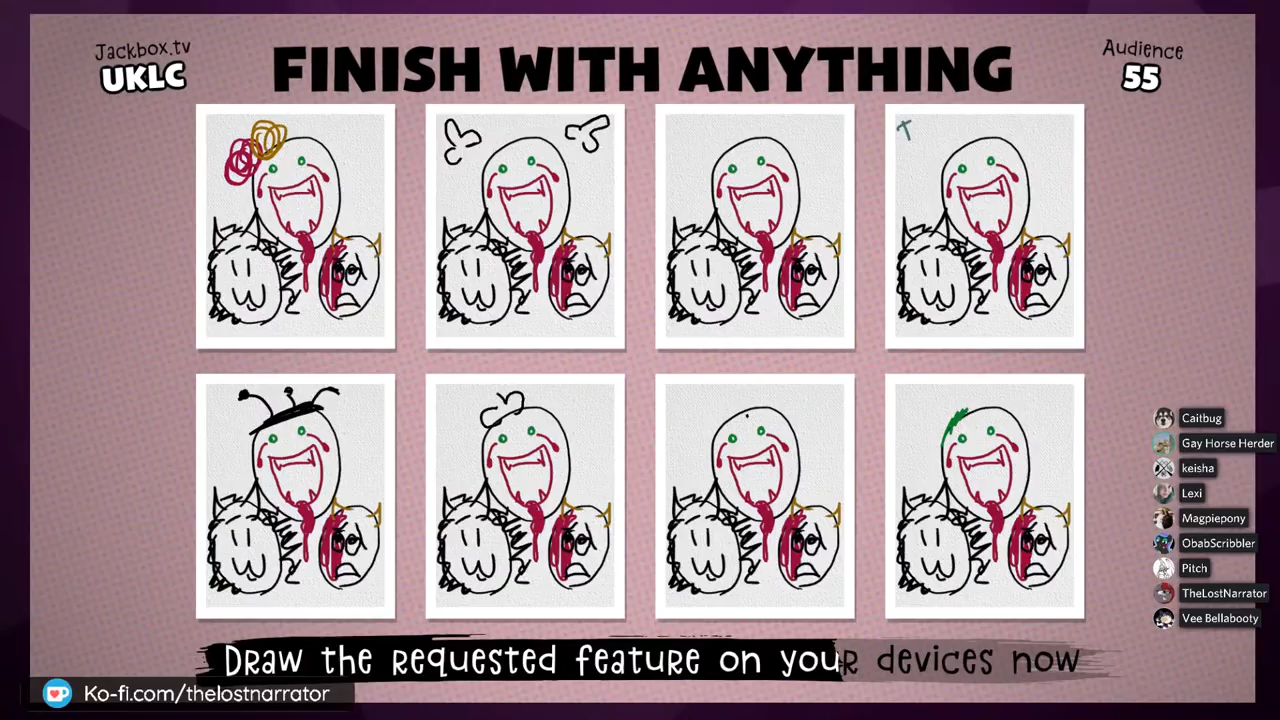 Jackbox.tv
UKLC
FINISH WITH ANYTHING
Audience
55
Caitbug
Gay Horse Herder
keisha
Lexi
Magpiepony
ObabScribbler
Pitch
TheLostNarrator
Vee Bellabooty
Draw the requested feature on your devices now
Ko-fi.com/thelostnarrator